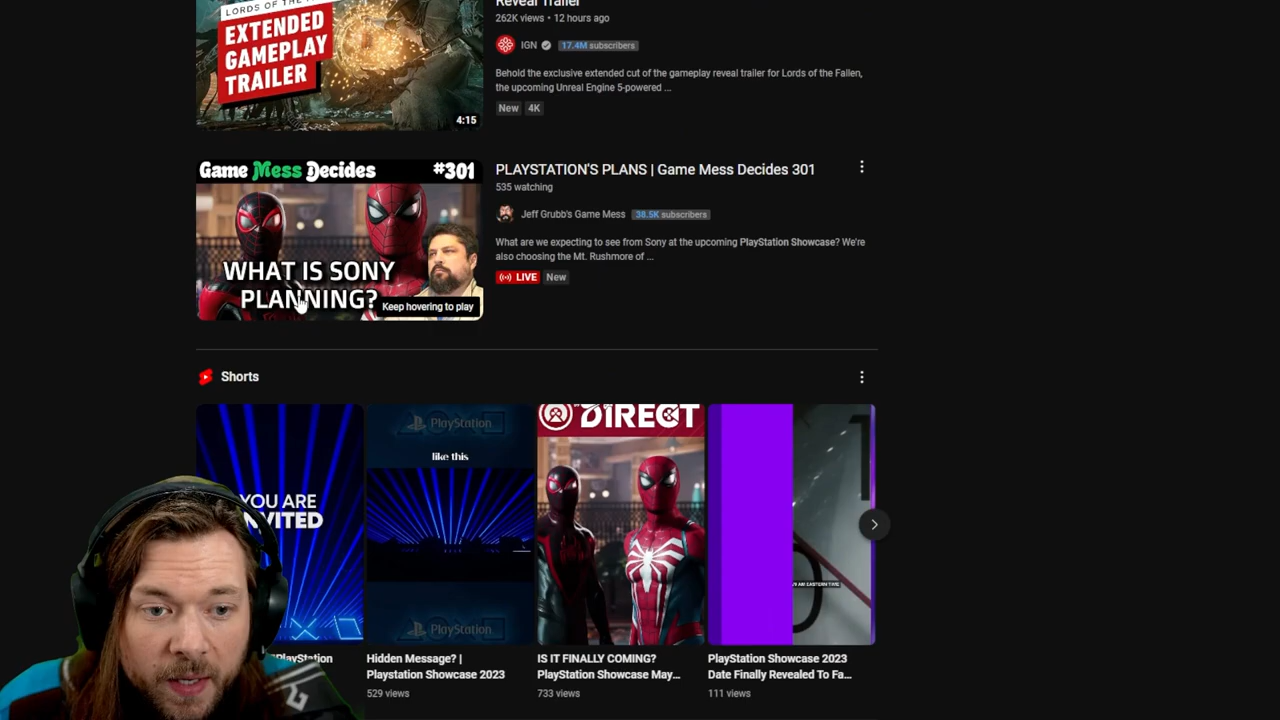 LORDS OF THE
EXTENDED
GAMEPLAY
TRAILER
4:15
Reveal Trailer
262K views • 12 hours ago
IGN
17.4M subscribers
Behold the exclusive extended cut of the gameplay reveal trailer for Lords of the Fallen,
the upcoming Unreal Engine 5-powered ...
New 4K
Game Mess Decides #301
WHAT IS SONY
PLANNING?
Keep hovering to play
PLAYSTATION'S PLANS | Game Mess Decides 301
535 watching
Jeff Grubb's Game Mess 38.5K subscribers
What are we expecting to see from Sony at the upcoming PlayStation Showcase? We're
also choosing the Mt. Rushmore of ...
LIVE New
Shorts
YOU ARE
INVITED
PlayStation
PlayStation
like this
PlayStation
Hidden Message? |
Playstation Showcase 2023
529 views
DIRECT
IS IT FINALLY COMING?
PlayStation Showcase May...
733 views
AM EASTERN TIME
PlayStation Showcase 2023
Date Finally Revealed To Fa...
111 views